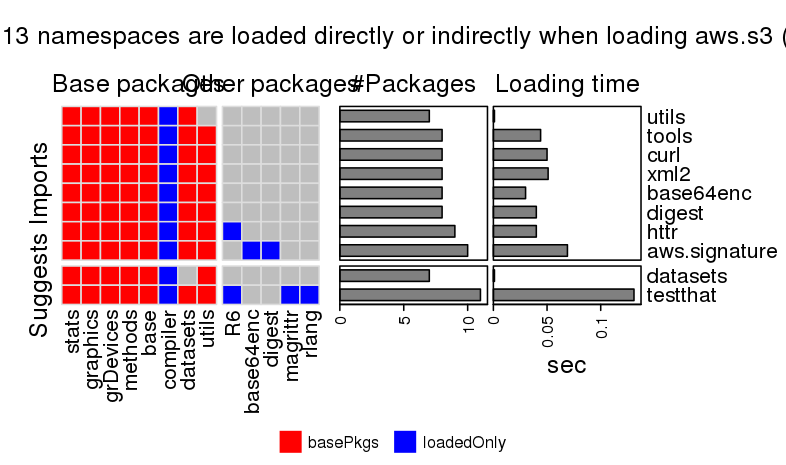 13 namespaces are loaded directly or indirectly when loading aws.s3 (
Base packages
Other packages
#Packages
Loading time
Imports
Suggests
utils
tools
curl
xml2
base64enc
digest
httr
aws.signature
datasets
testthat
stats
graphics
grDevices
methods
base
compiler
datasets
utils
R6
base64enc
digest
magrittr
rlang
0
5
10
0
0.05
0.1
sec
basePkgs
loadedOnly